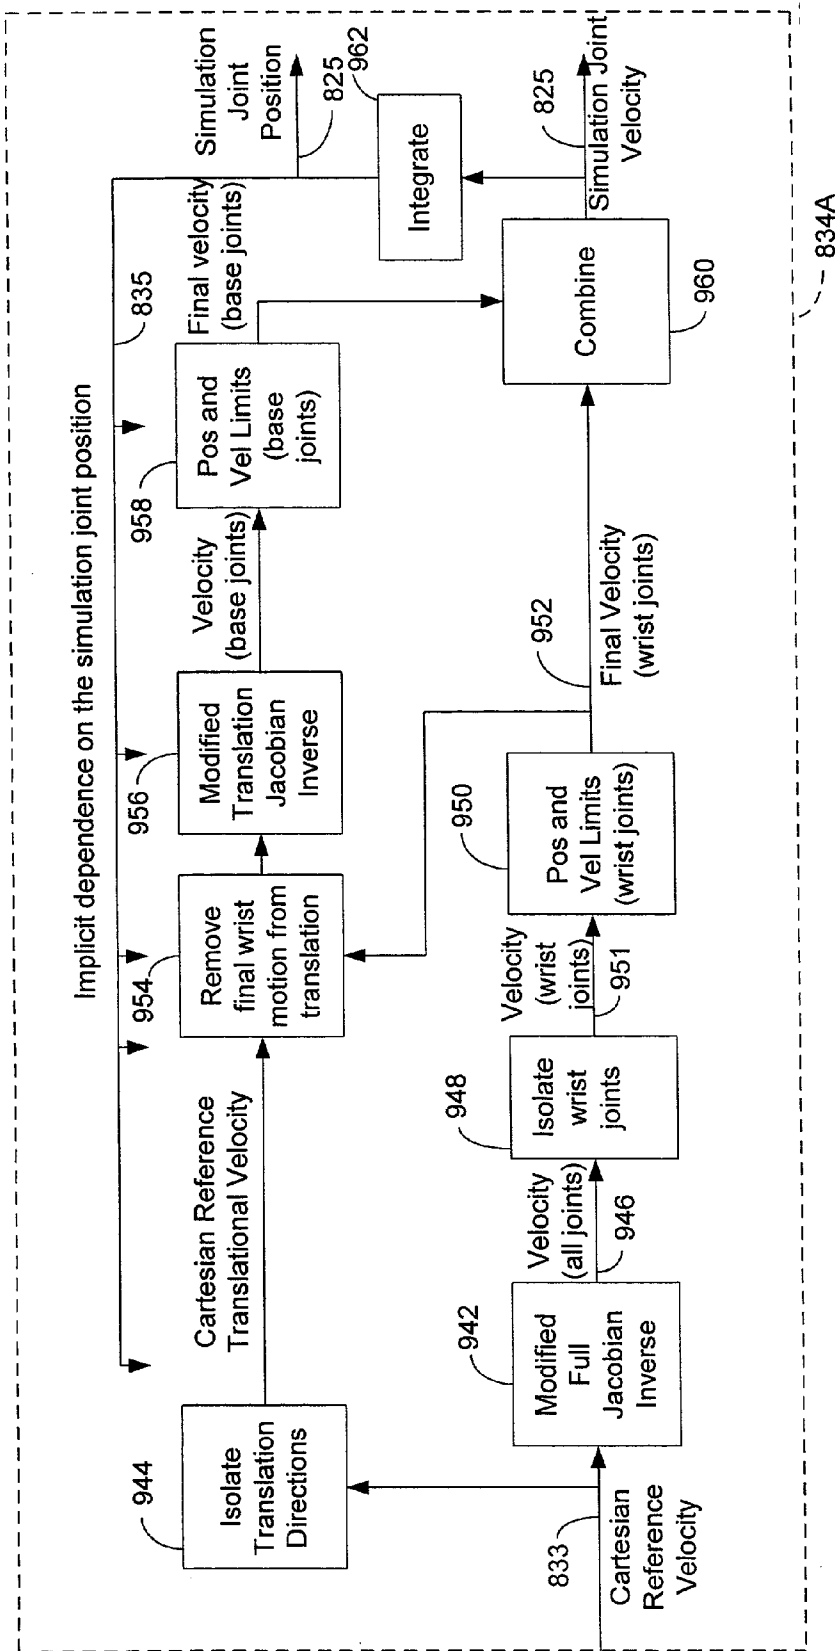 Implicit dependence on the simulation joint position
835
944
Isolate
Translation
Directions
Cartesian Reference
Translational Velocity
954
Remove
final wrist
motion from
translation
956
Modified
Translation
Jacobian
Inverse
Velocity
(base joints)
958
Pos and
Vel Limits
(base
joints)
Final velocity
(base joints)
Simulation
Joint
Position
825
962
Integrate
833
Cartesian
Reference
Velocity
942
Modified
Full
Jacobian
Inverse
Velocity
(all joints)
946
948
Isolate
wrist
joints
Velocity
(wrist
joints)
951
950
Pos and
Vel Limits
(wrist joints)
952
Final Velocity
(wrist joints)
Combine
960
825
Simulation Joint
Velocity
834A